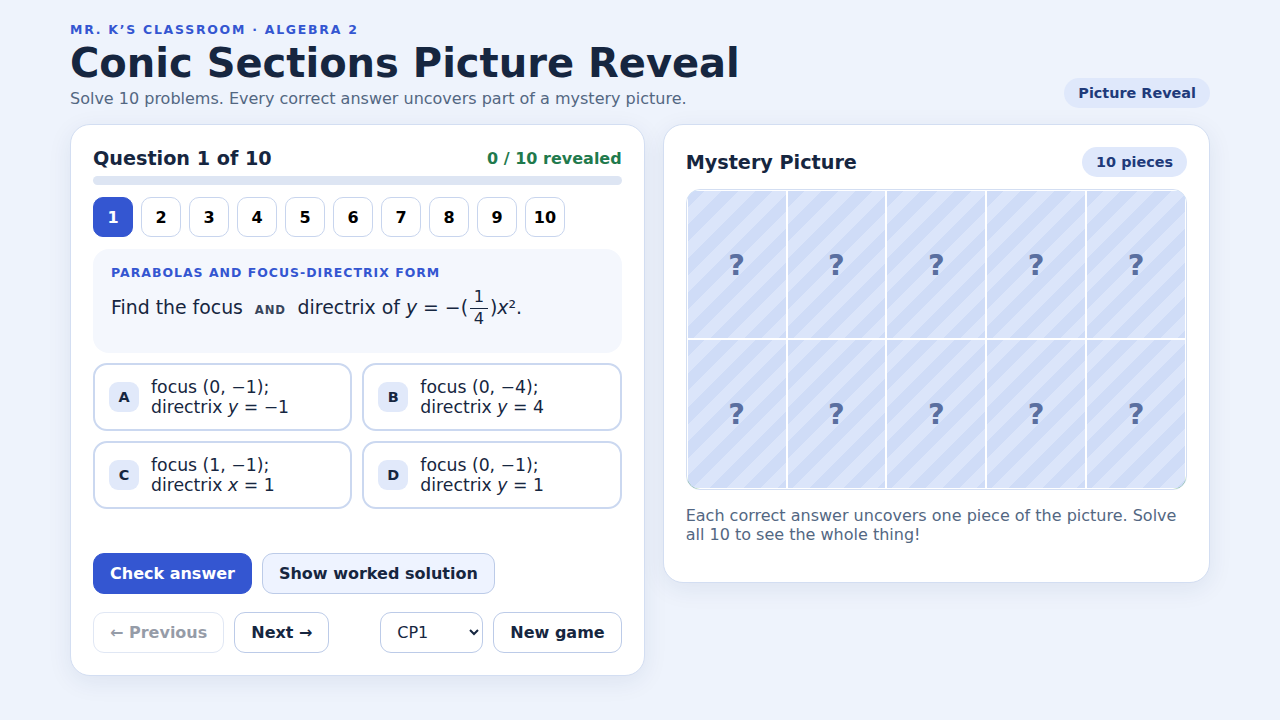 MR. K’S CLASSROOM · ALGEBRA 2
Conic Sections Picture Reveal
Solve 10 problems. Every correct answer uncovers part of a mystery picture.
Picture Reveal
Question 1 of 10
0 / 10 revealed
1 2 3 4 5 6 7 8 9 10
PARABOLAS AND FOCUS-DIRECTRIX FORM
Find the focus AND directrix of y = −(1/4)x².
A focus (0, −1);
directrix y = −1
B focus (0, −4);
directrix y = 4
C focus (1, −1);
directrix x = 1
D focus (0, −1);
directrix y = 1
Check answer
Show worked solution
← Previous
Next →
CP1
New game
Mystery Picture
10 pieces
? ? ? ? ?
? ? ? ? ?
Each correct answer uncovers one piece of the picture. Solve
all 10 to see the whole thing!